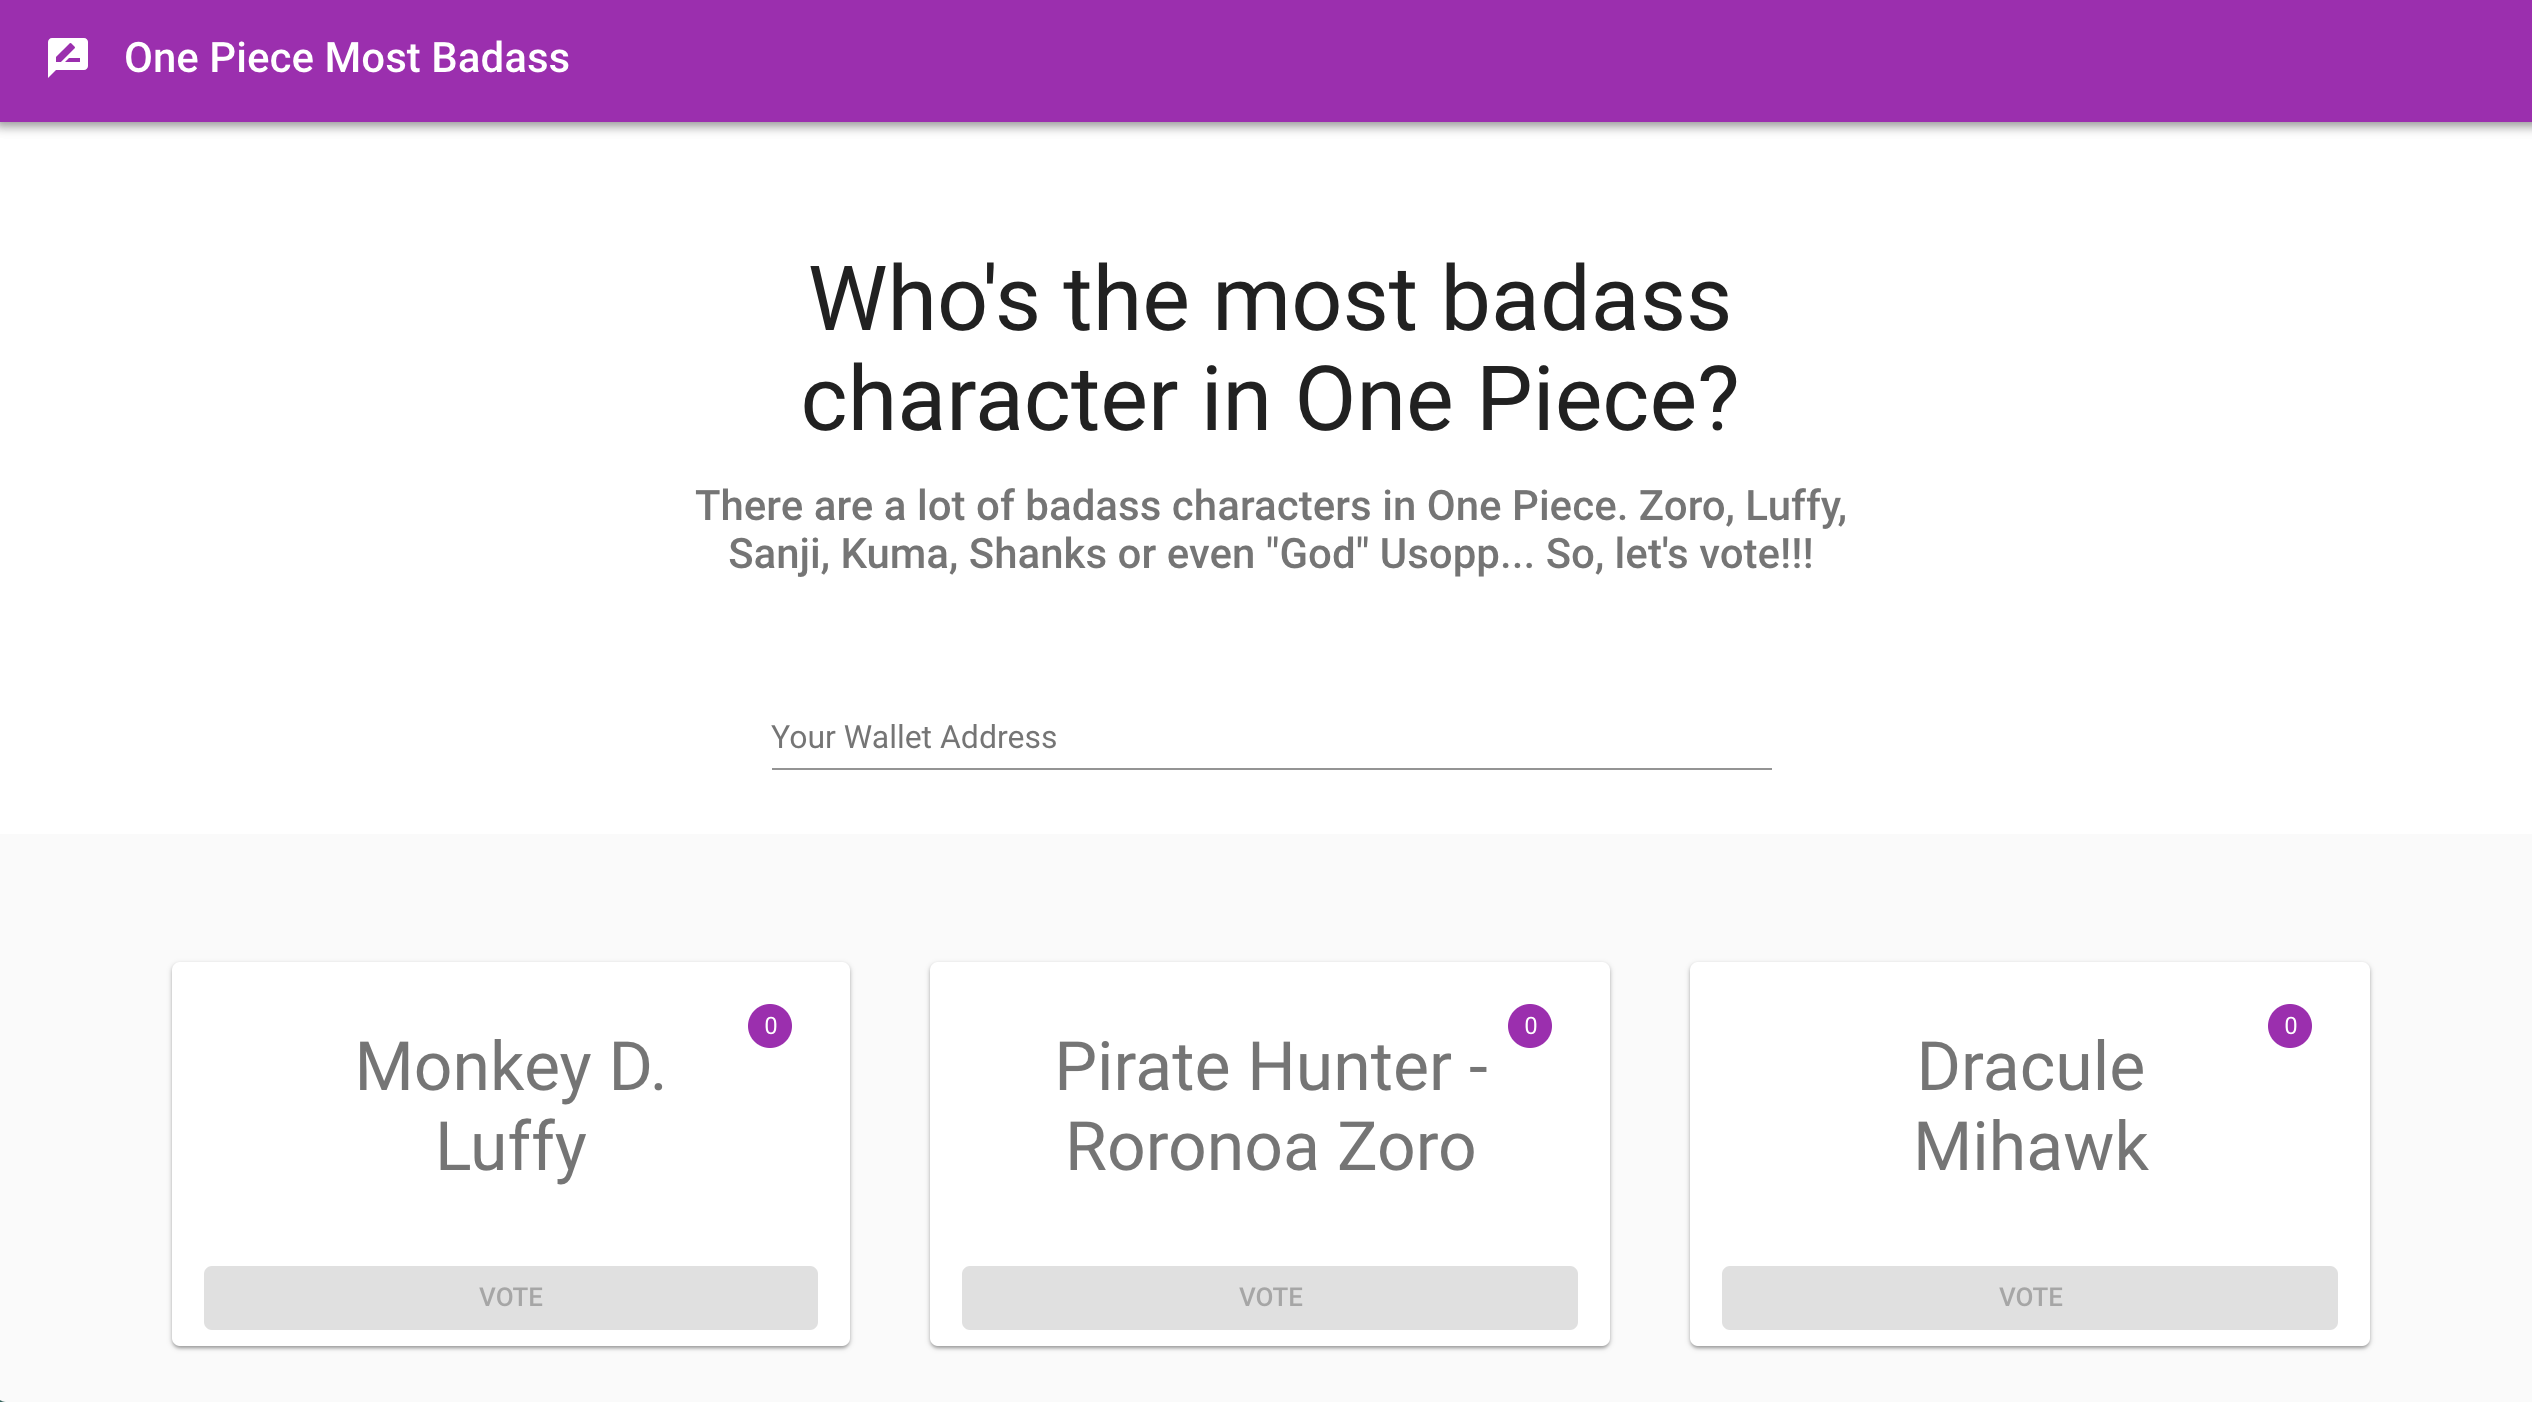 One Piece Most Badass
Who's the most badass
character in One Piece?
There are a lot of badass characters in One Piece. Zoro, Luffy,
Sanji, Kuma, Shanks or even "God" Usopp... So, let's vote!!!
Your Wallet Address
0
Monkey D.
Luffy
VOTE
0
Pirate Hunter -
Roronoa Zoro
VOTE
0
Dracule
Mihawk
VOTE